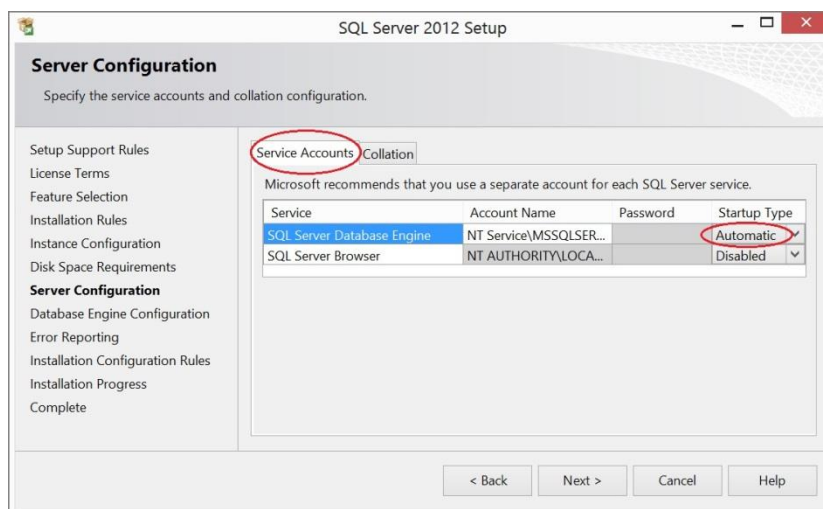 SQL Server 2012 Setup
Server Configuration
Specify the service accounts and collation configuration.
Setup Support Rules
License Terms
Feature Selection
Installation Rules
Instance Configuration
Disk Space Requirements
Server Configuration
Database Engine Configuration
Error Reporting
Installation Configuration Rules
Installation Progress
Complete
Service Accounts Collation
Microsoft recommends that you use a separate account for each SQL Server service.
Service Account Name Password Startup Type
SQL Server Database Engine NT Service\MSSQLSER... Automatic
SQL Server Browser NT AUTHORITY\LOCA... Disabled
< Back Next > Cancel Help